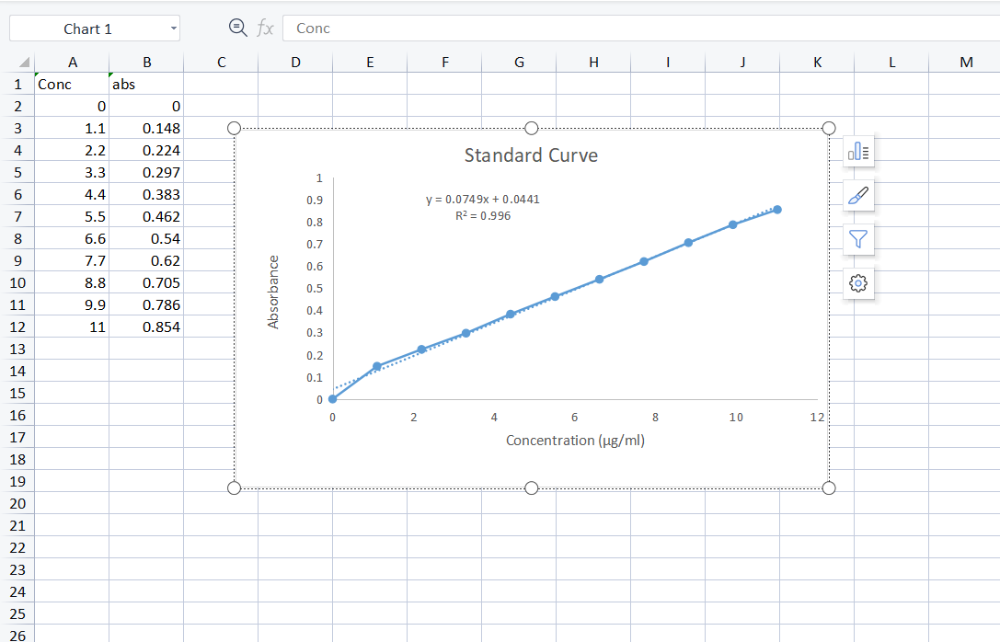 Chart 1 fx Conc
A B C D E F G H I J K L M
1 Conc abs
2 0 0
3 1.1 0.148
4 2.2 0.224
5 3.3 0.297
6 4.4 0.383
7 5.5 0.462
8 6.6 0.54
9 7.7 0.62
10 8.8 0.705
11 9.9 0.786
12 11 0.854
13
14
15
16
17
18
19
20
21
22
23
24
25
26
Standard Curve
y = 0.0749x + 0.0441
R² = 0.996
Absorbance
1
0.9
0.8
0.7
0.6
0.5
0.4
0.3
0.2
0.1
0
0 2 4 6 8 10 12
Concentration (µg/ml)